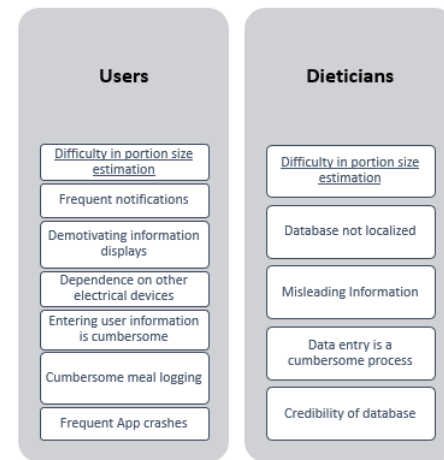 Users
Difficulty in portion size
estimation
Frequent notifications
Demotivating information
displays
Dependence on other
electrical devices
Entering user information
is cumbersome
Cumbersome meal logging
Frequent App crashes
Dieticians
Difficulty in portion size
estimation
Database not localized
Misleading Information
Data entry is a
cumbersome process
Credibility of database